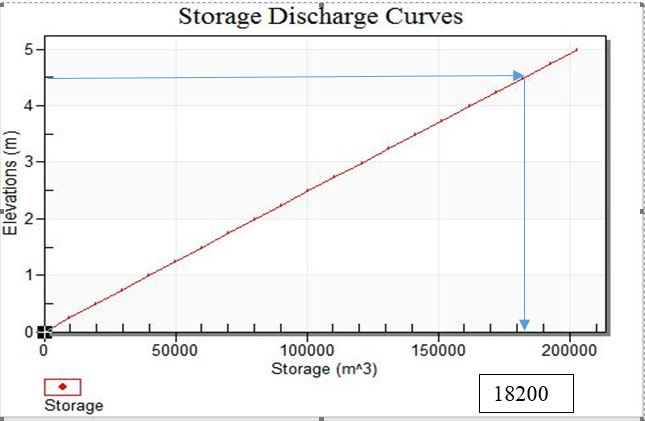 Storage Discharge Curves
Elevations (m)
5
4
3
2
1
0
0 50000 100000 150000 200000
Storage (m^3)
Storage
18200